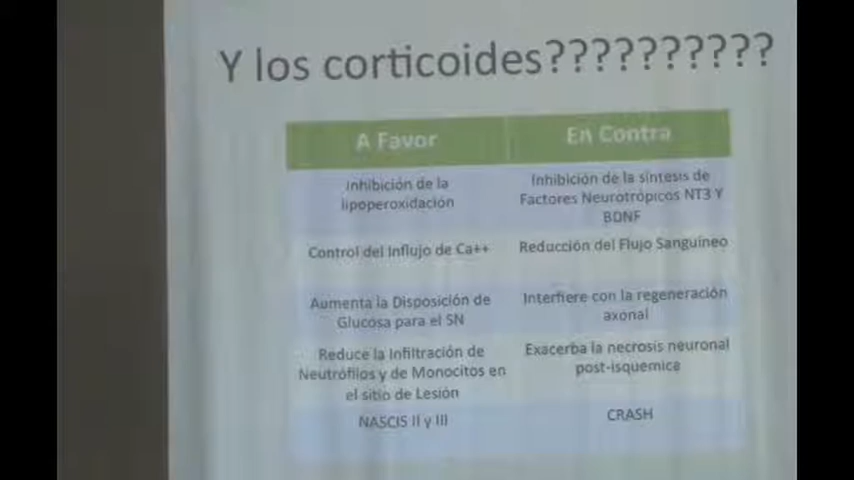 Y los corticoides??????????
A Favor
En Contra
Inhibición de la
lipoperoxidación
Inhibición de la síntesis de
Factores Neurotrópicos NT3 Y
BDNF
Control del Influjo de Ca++
Reducción del Flujo Sanguíneo
Aumenta la Disposición de
Glucosa para el SN
Interfiere con la regeneración
axonal
Reduce la Infiltración de
Neutrófilos y de Monocitos en
el sitio de Lesión
Exacerba la necrosis neuronal
post-isquemica
NASCIS II y III
CRASH